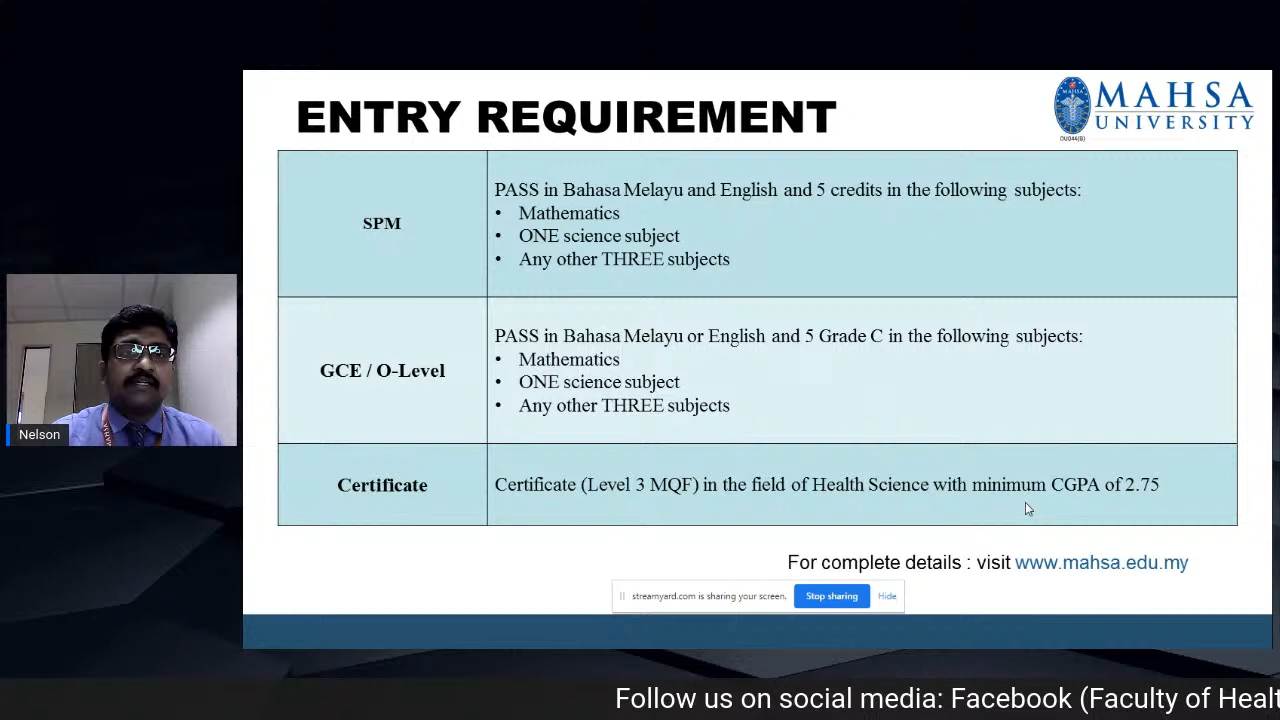 ENTRY REQUIREMENT
MAHSA
UNIVERSITY
DU044(B)
SPM
PASS in Bahasa Melayu and English and 5 credits in the following subjects:
• Mathematics
• ONE science subject
• Any other THREE subjects
GCE / O-Level
PASS in Bahasa Melayu or English and 5 Grade C in the following subjects:
• Mathematics
• ONE science subject
• Any other THREE subjects
Certificate
Certificate (Level 3 MQF) in the field of Health Science with minimum CGPA of 2.75
For complete details : visit www.mahsa.edu.my
streamyard.com is sharing your screen.
Stop sharing
Hide
Nelson
Follow us on social media: Facebook (Faculty of Healt